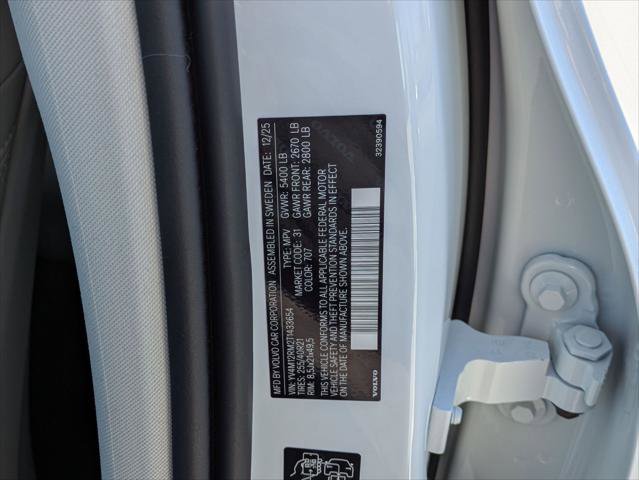 MFD BY VOLVO CAR CORPORATION ASSEMBLED IN SWEDEN DATE: 12/25
VIN: YV4M12RM2T1433654 TYPE: MPV GVWR: 5400 LB
TIRES: 255/40R21 MARKET CODE: 31 GAWR FRONT: 2670 LB
RIM: 8,5Jx21x49,5 COLOR: 707 GAWR REAR: 2800 LB
THIS VEHICLE CONFORMS TO ALL APPLICABLE FEDERAL MOTOR
VEHICLE SAFETY AND THEFT PREVENTION STANDARDS IN EFFECT
ON THE DATE OF MANUFACTURE SHOWN ABOVE.
VOLVO 32390594